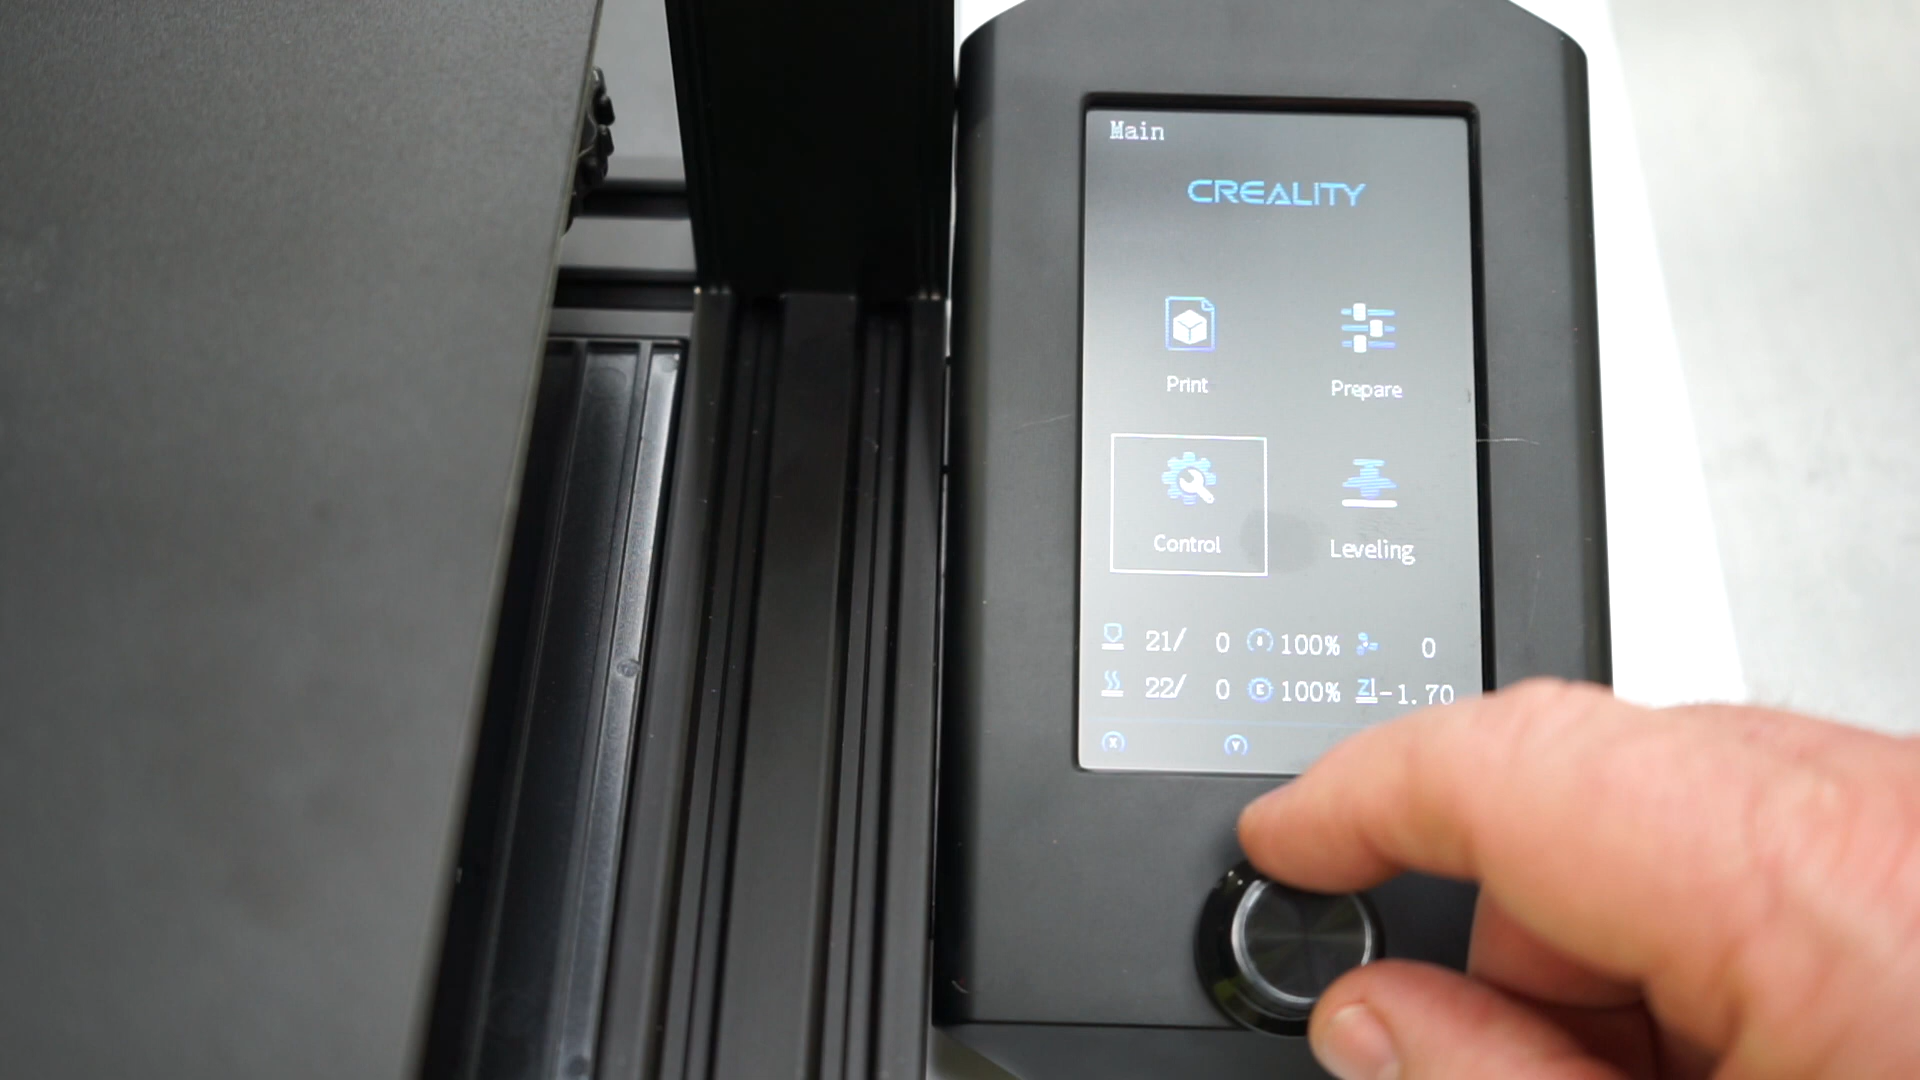 Main
CREALITY
Print Prepare
Control Leveling
21/ 0 100% 0
22/ 0 E 100% Z -1.70
X Y